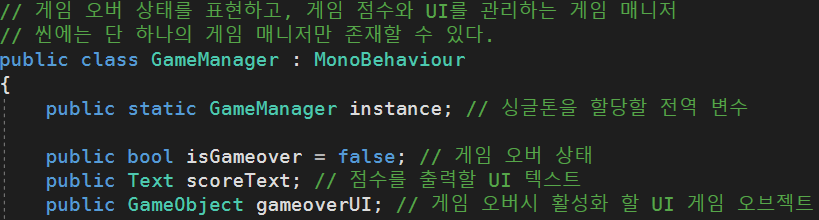 // 게임 오버 상태를 표현하고, 게임 점수와 UI를 관리하는 게임 매니저
// 씬에는 단 하나의 게임 매니저만 존재할 수 있다.
public class GameManager : MonoBehaviour
{
    public static GameManager instance; // 싱글톤을 할당할 전역 변수
    public bool isGameover = false; // 게임 오버 상태
    public Text scoreText; // 점수를 출력할 UI 텍스트
    public GameObject gameoverUI; // 게임 오버시 활성화 할 UI 게임 오브젝트